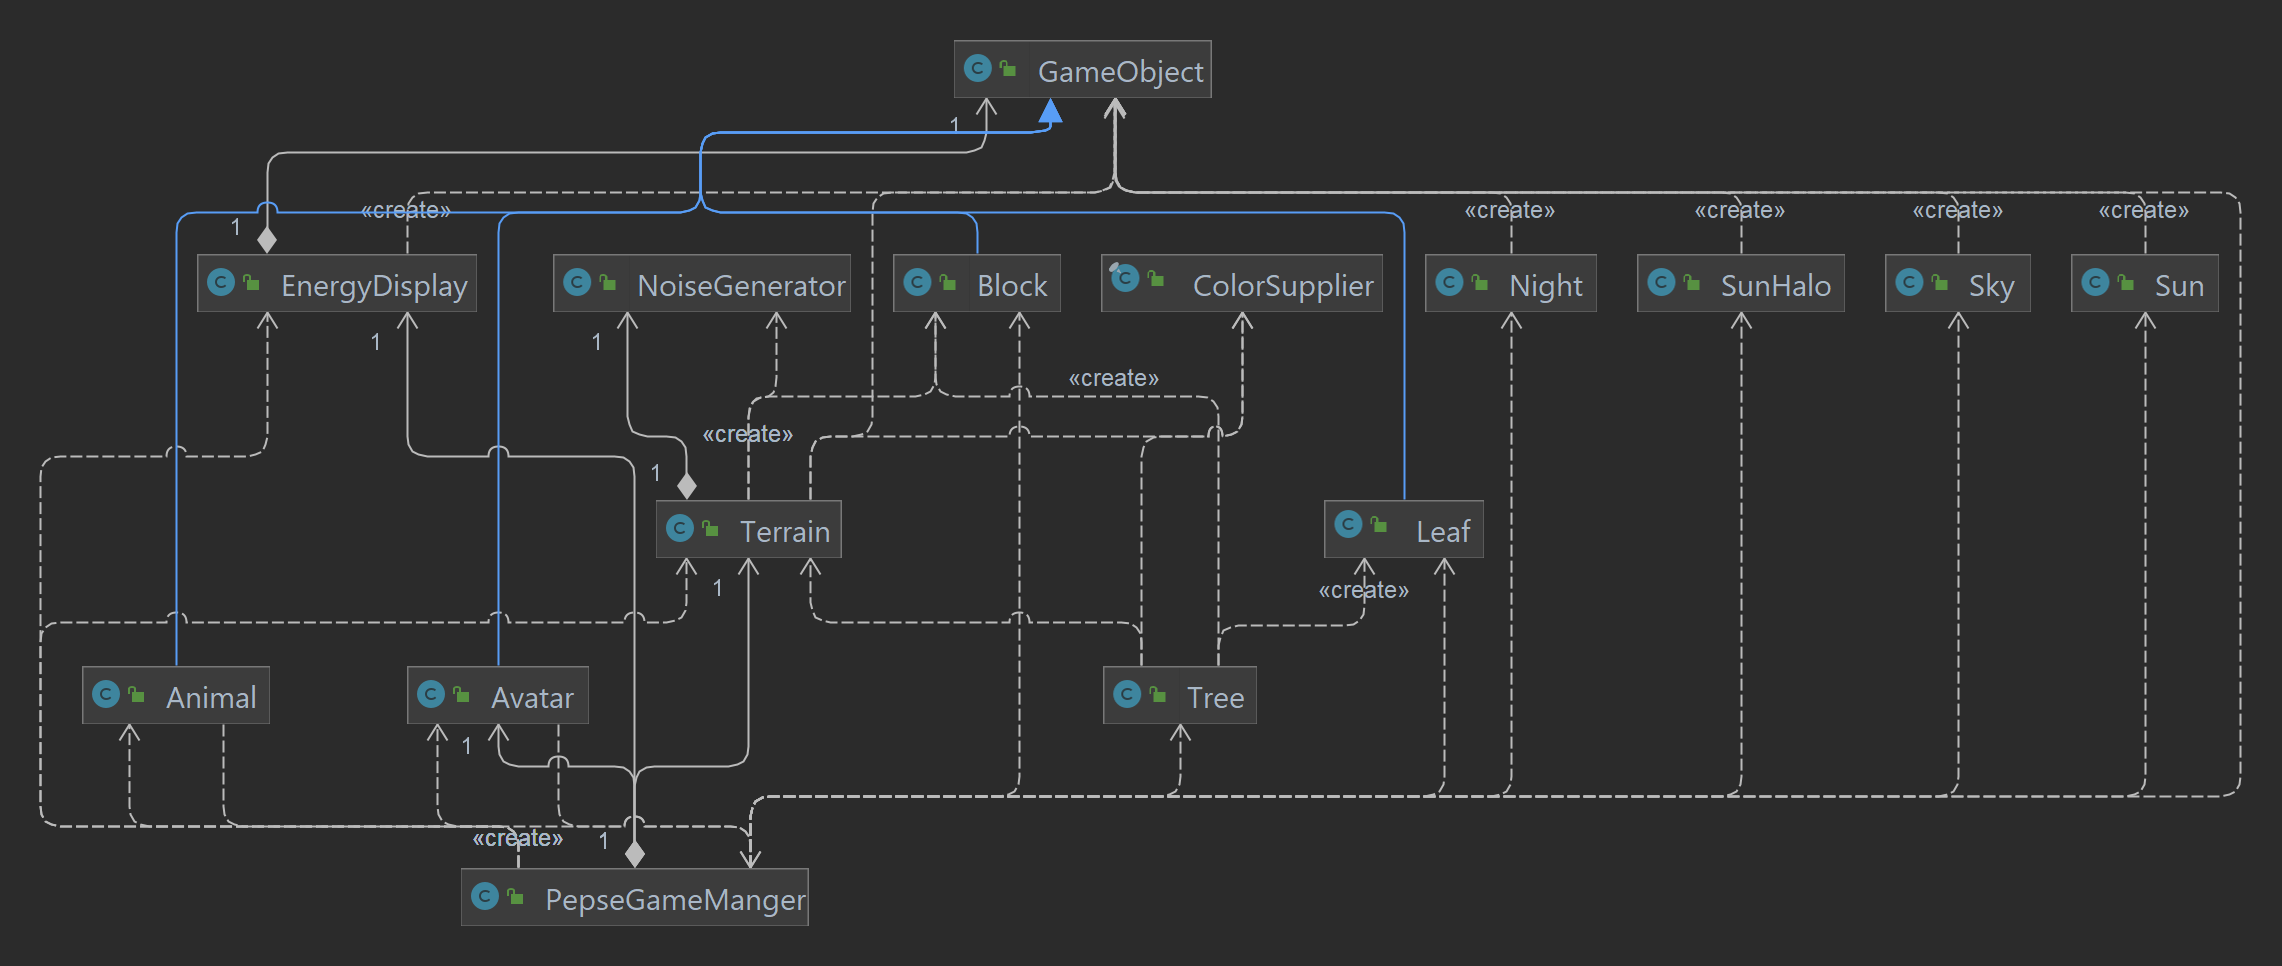 GameObject
1
«create»
«create»
«create»
«create»
«create»
1
EnergyDisplay
NoiseGenerator
Block
ColorSupplier
Night
SunHalo
Sky
Sun
1
1
«create»
«create»
1
Terrain
Leaf
1
«create»
Animal
Avatar
Tree
1
«create»
1
PepseGameManger